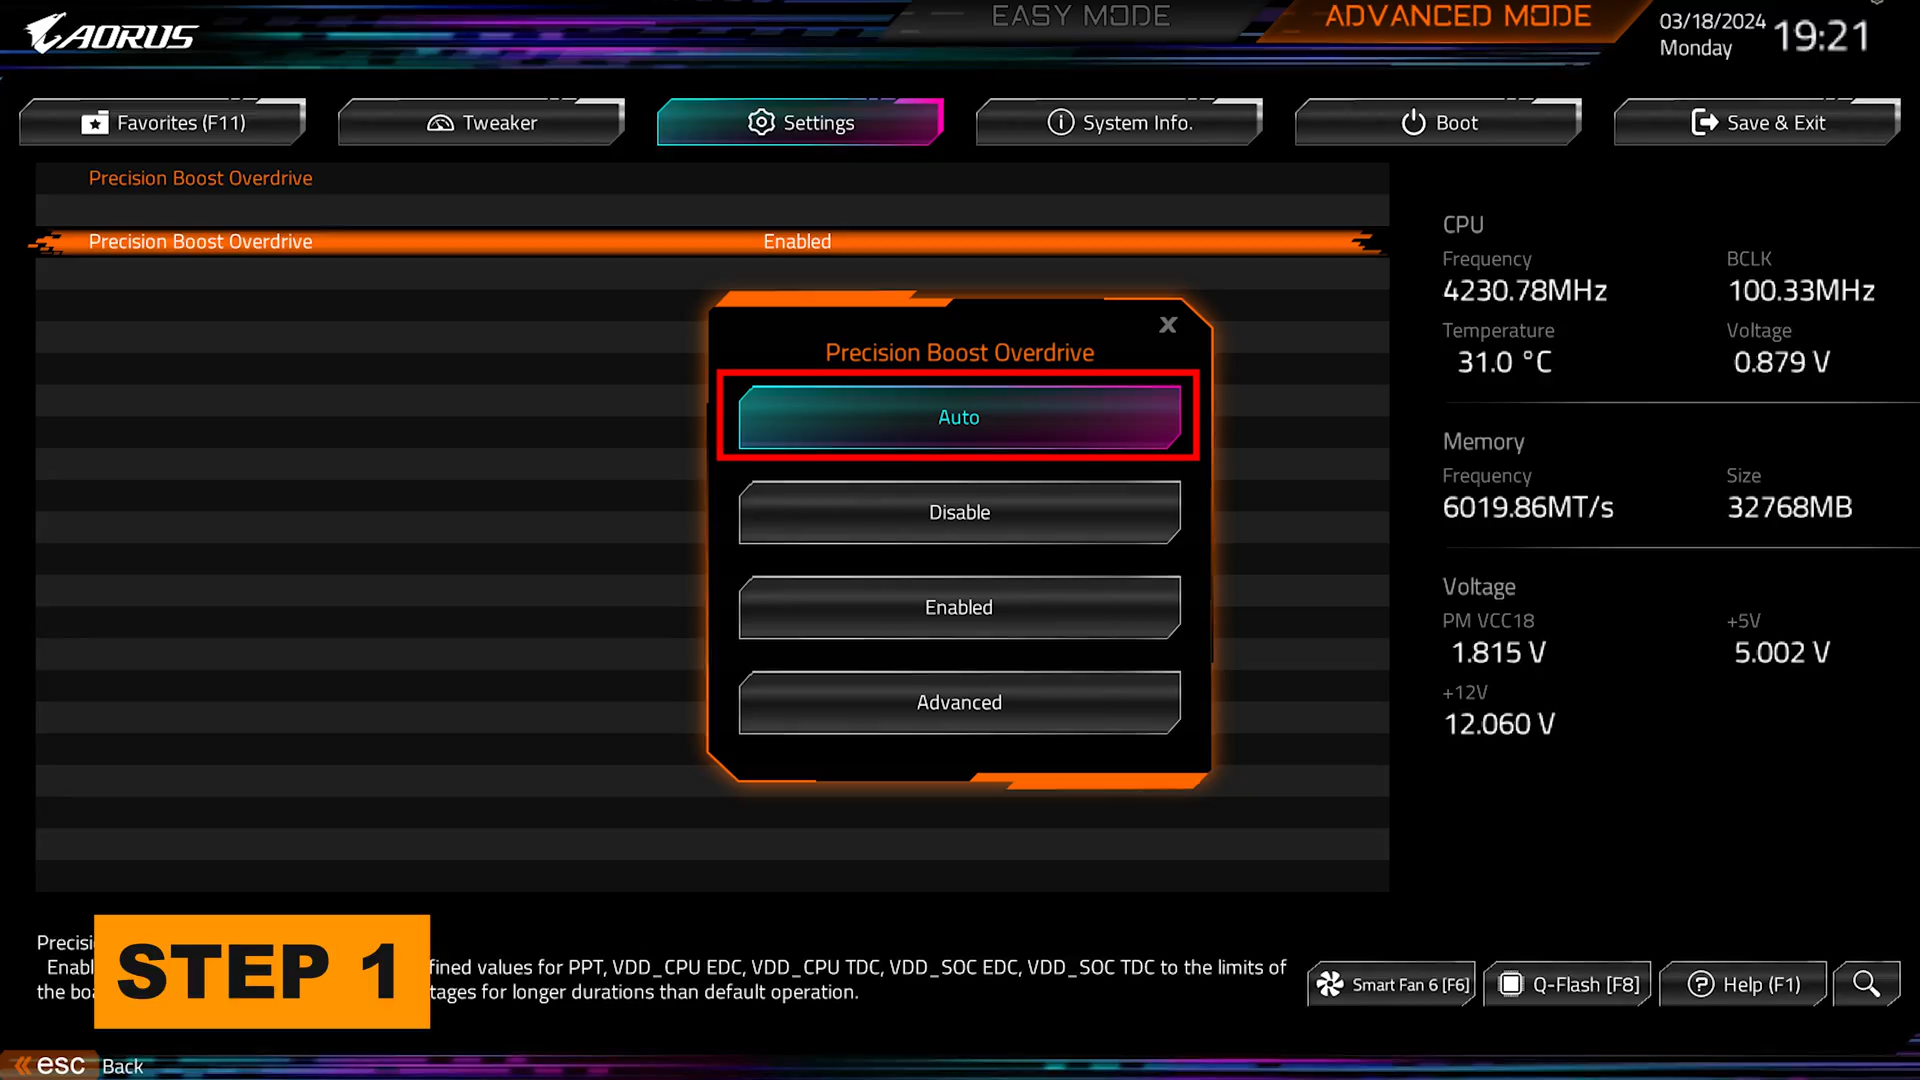 AORUS
EASY MODE
ADVANCED MODE
03/18/2024
Monday
19:21
Favorites (F11)
Tweaker
Settings
System Info.
Boot
Save & Exit
Precision Boost Overdrive
Precision Boost Overdrive Enabled
X
Precision Boost Overdrive
Auto
Disable
Enabled
Advanced
CPU
Frequency BCLK
4230.78MHz 100.33MHz
Temperature Voltage
31.0 °C 0.879 V
Memory
Frequency Size
6019.86MT/s 32768MB
Voltage
PM VCC18 +5V
1.815 V 5.002 V
+12V
12.060 V
STEP 1
values for PPT, VDD_CPU EDC, VDD_CPU TDC, VDD_SOC EDC, VDD_SOC TDC to the limits of
the for longer durations than default operation.
Smart Fan 6 [F6]
Q-Flash [F8]
Help (F1)
esc Back